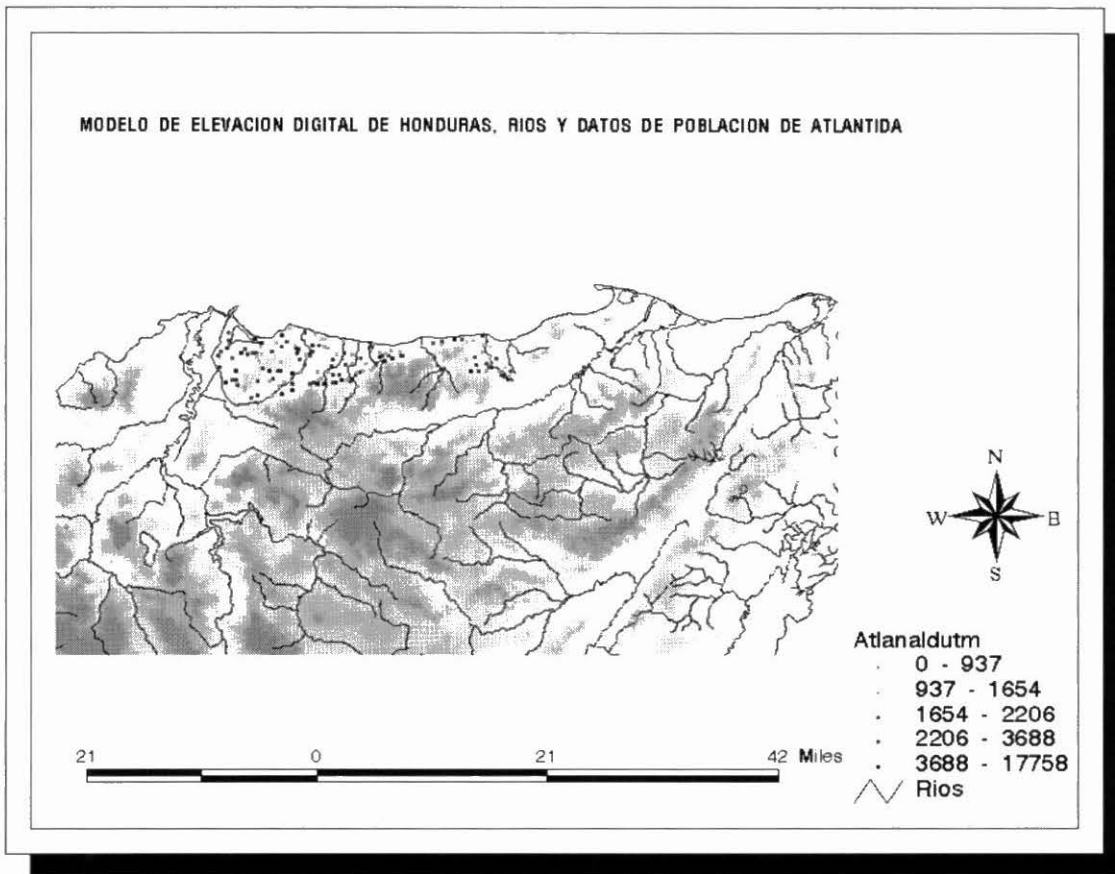 MODELO DE ELEVACION DIGITAL DE HONDURAS, RIOS Y DATOS DE POBLACION DE ATLANTIDA
N
W E
S
Atlanaldutm
0 - 937
937 - 1654
1654 - 2206
2206 - 3688
3688 - 17758
Rios
21 0 21 42 Miles